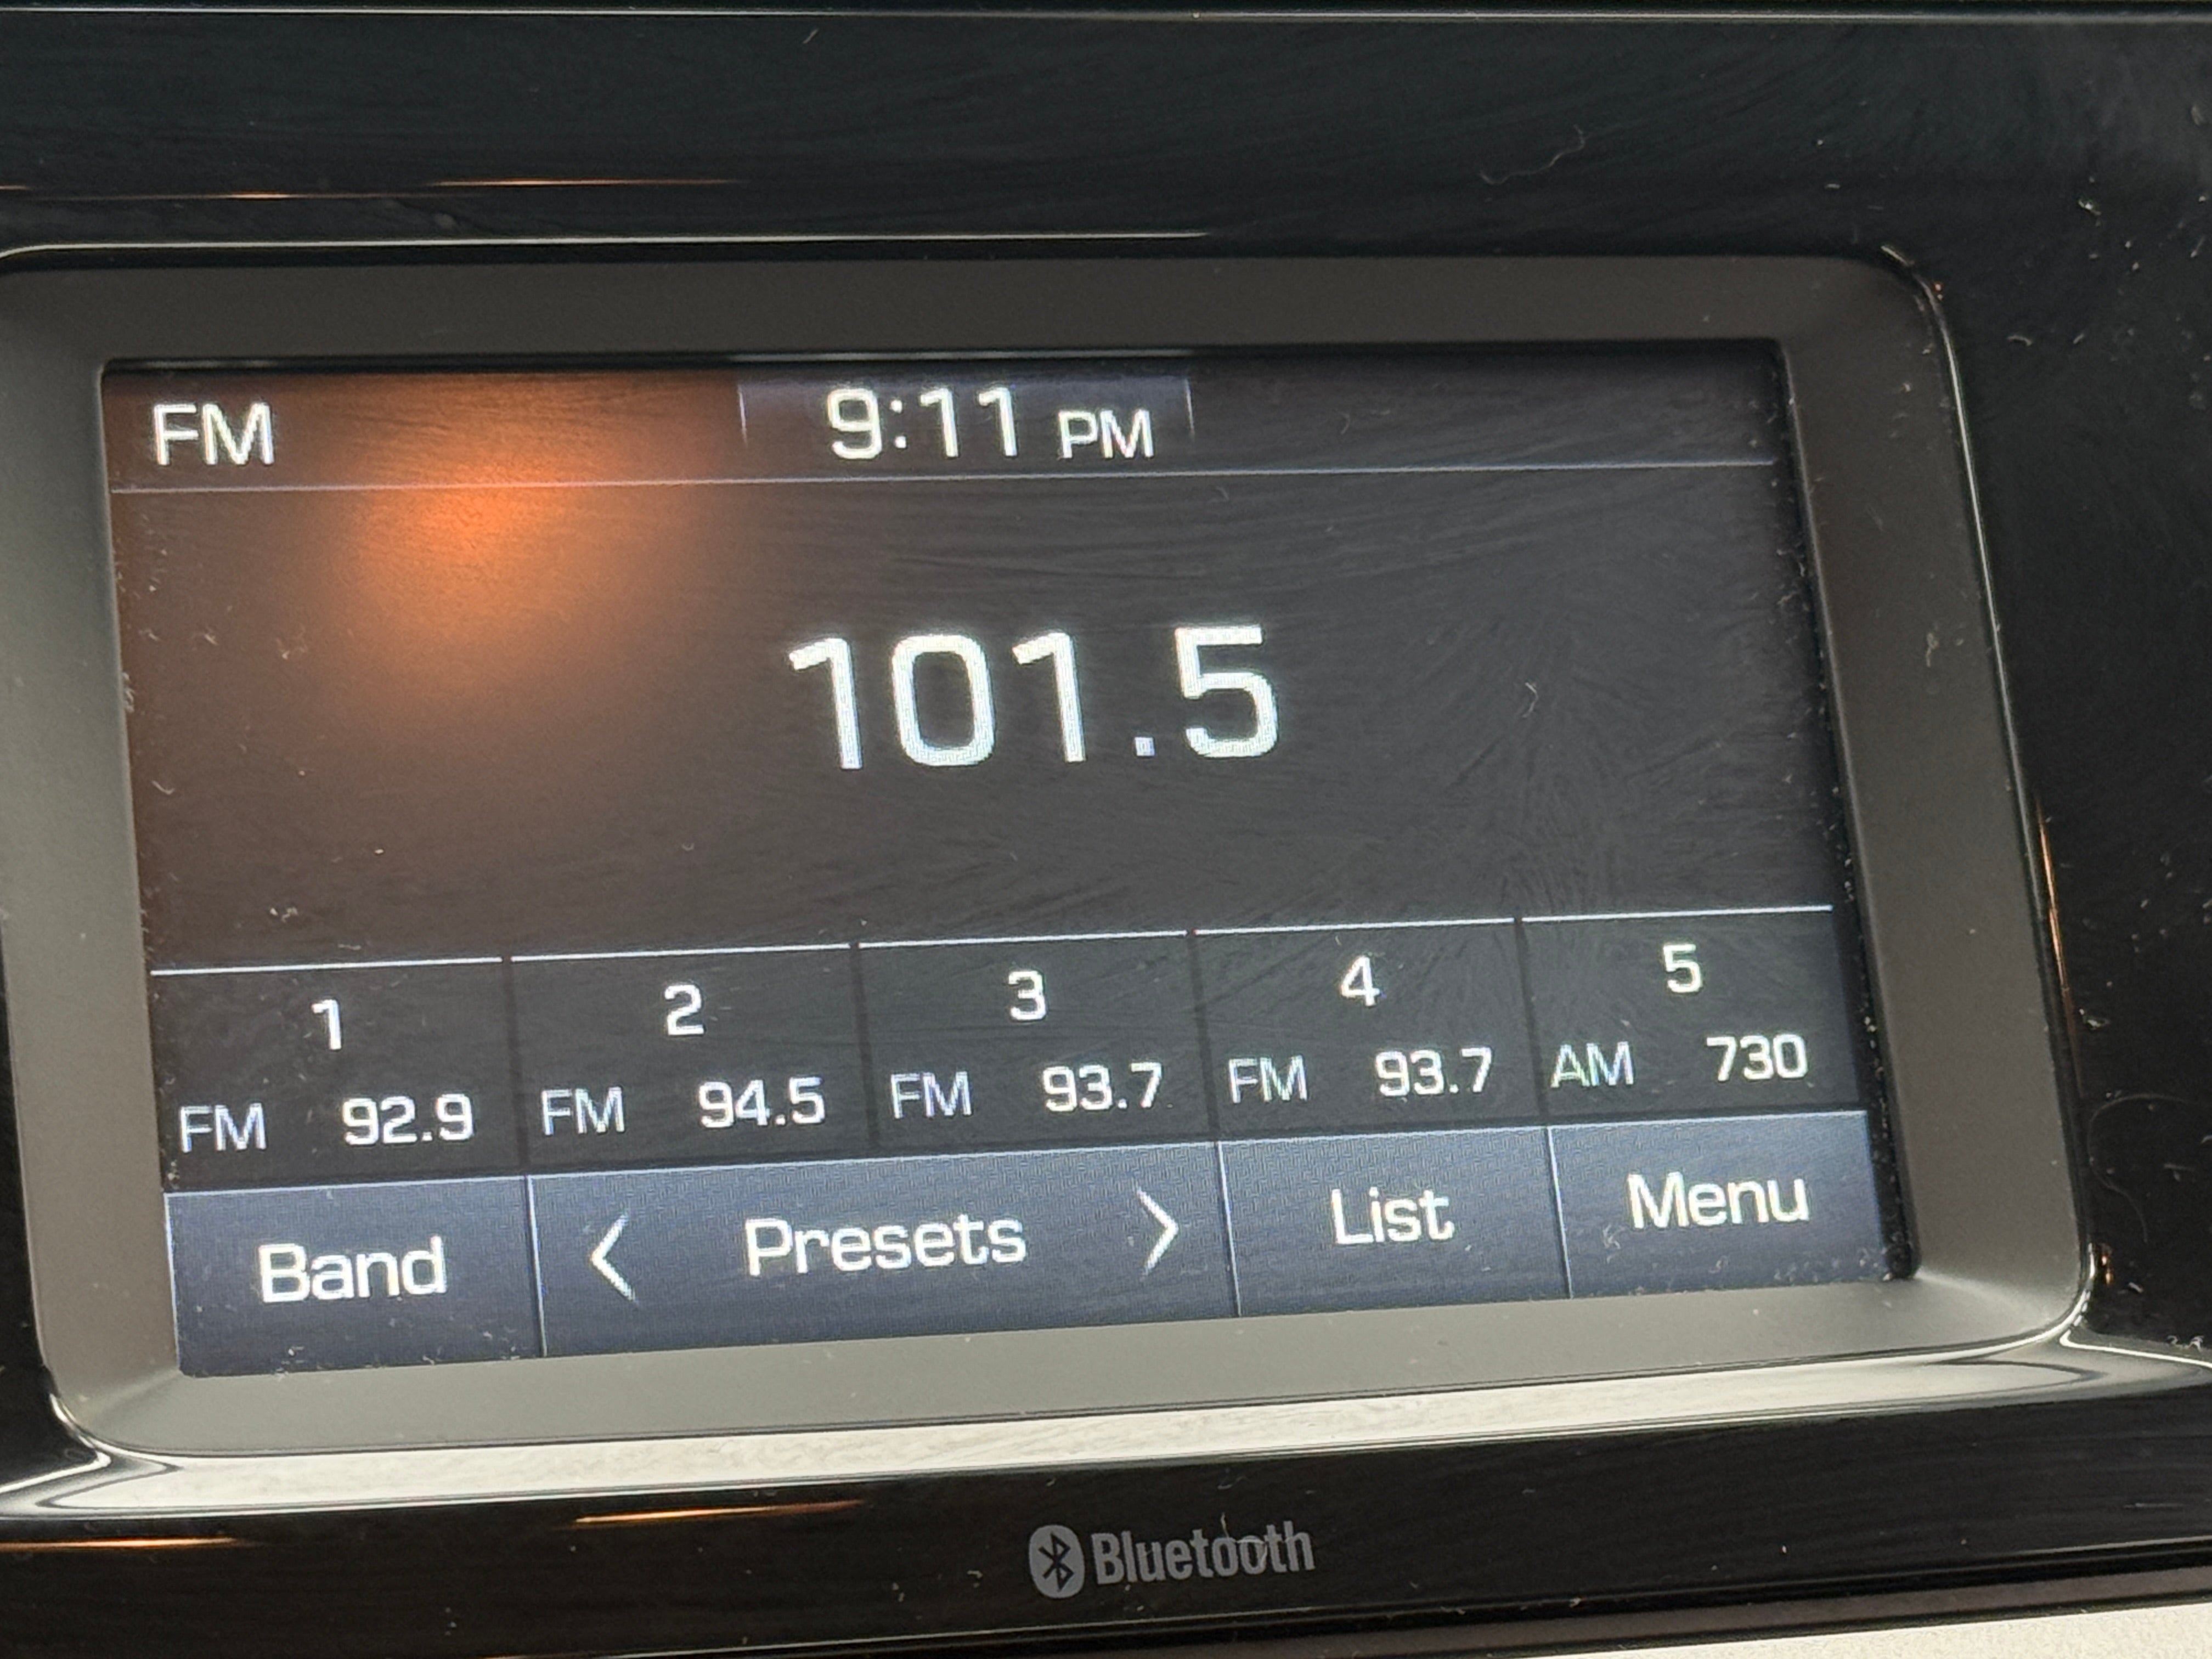 FM 9:11 PM
101.5
1 2 3 4 5
FM 92.9 FM 94.5 FM 93.7 FM 93.7 AM 730
Band < Presets > List Menu
Bluetooth